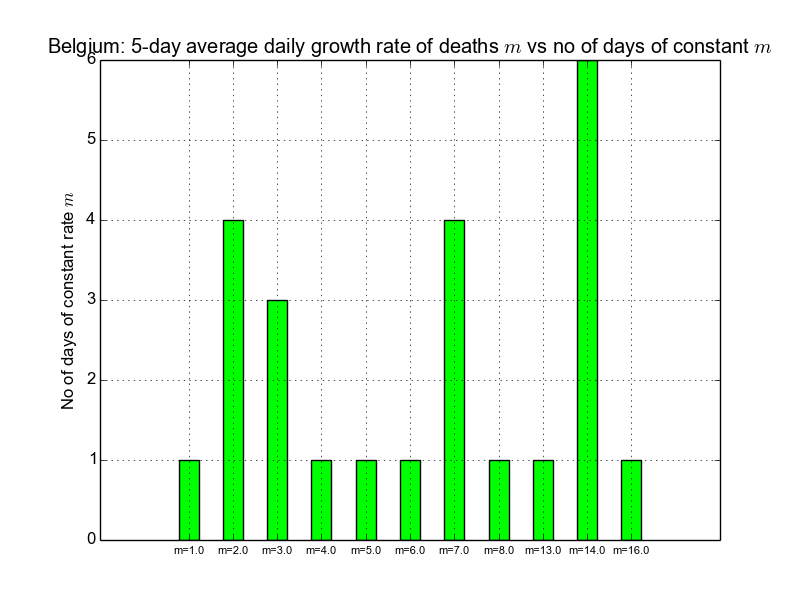 Belgium: 5-day average daily growth rate of deaths m vs no of days of constant m
No of days of constant rate m
6
5
4
3
2
1
0
m=1.0 m=2.0 m=3.0 m=4.0 m=5.0 m=6.0 m=7.0 m=8.0 m=13.0 m=14.0 m=16.0